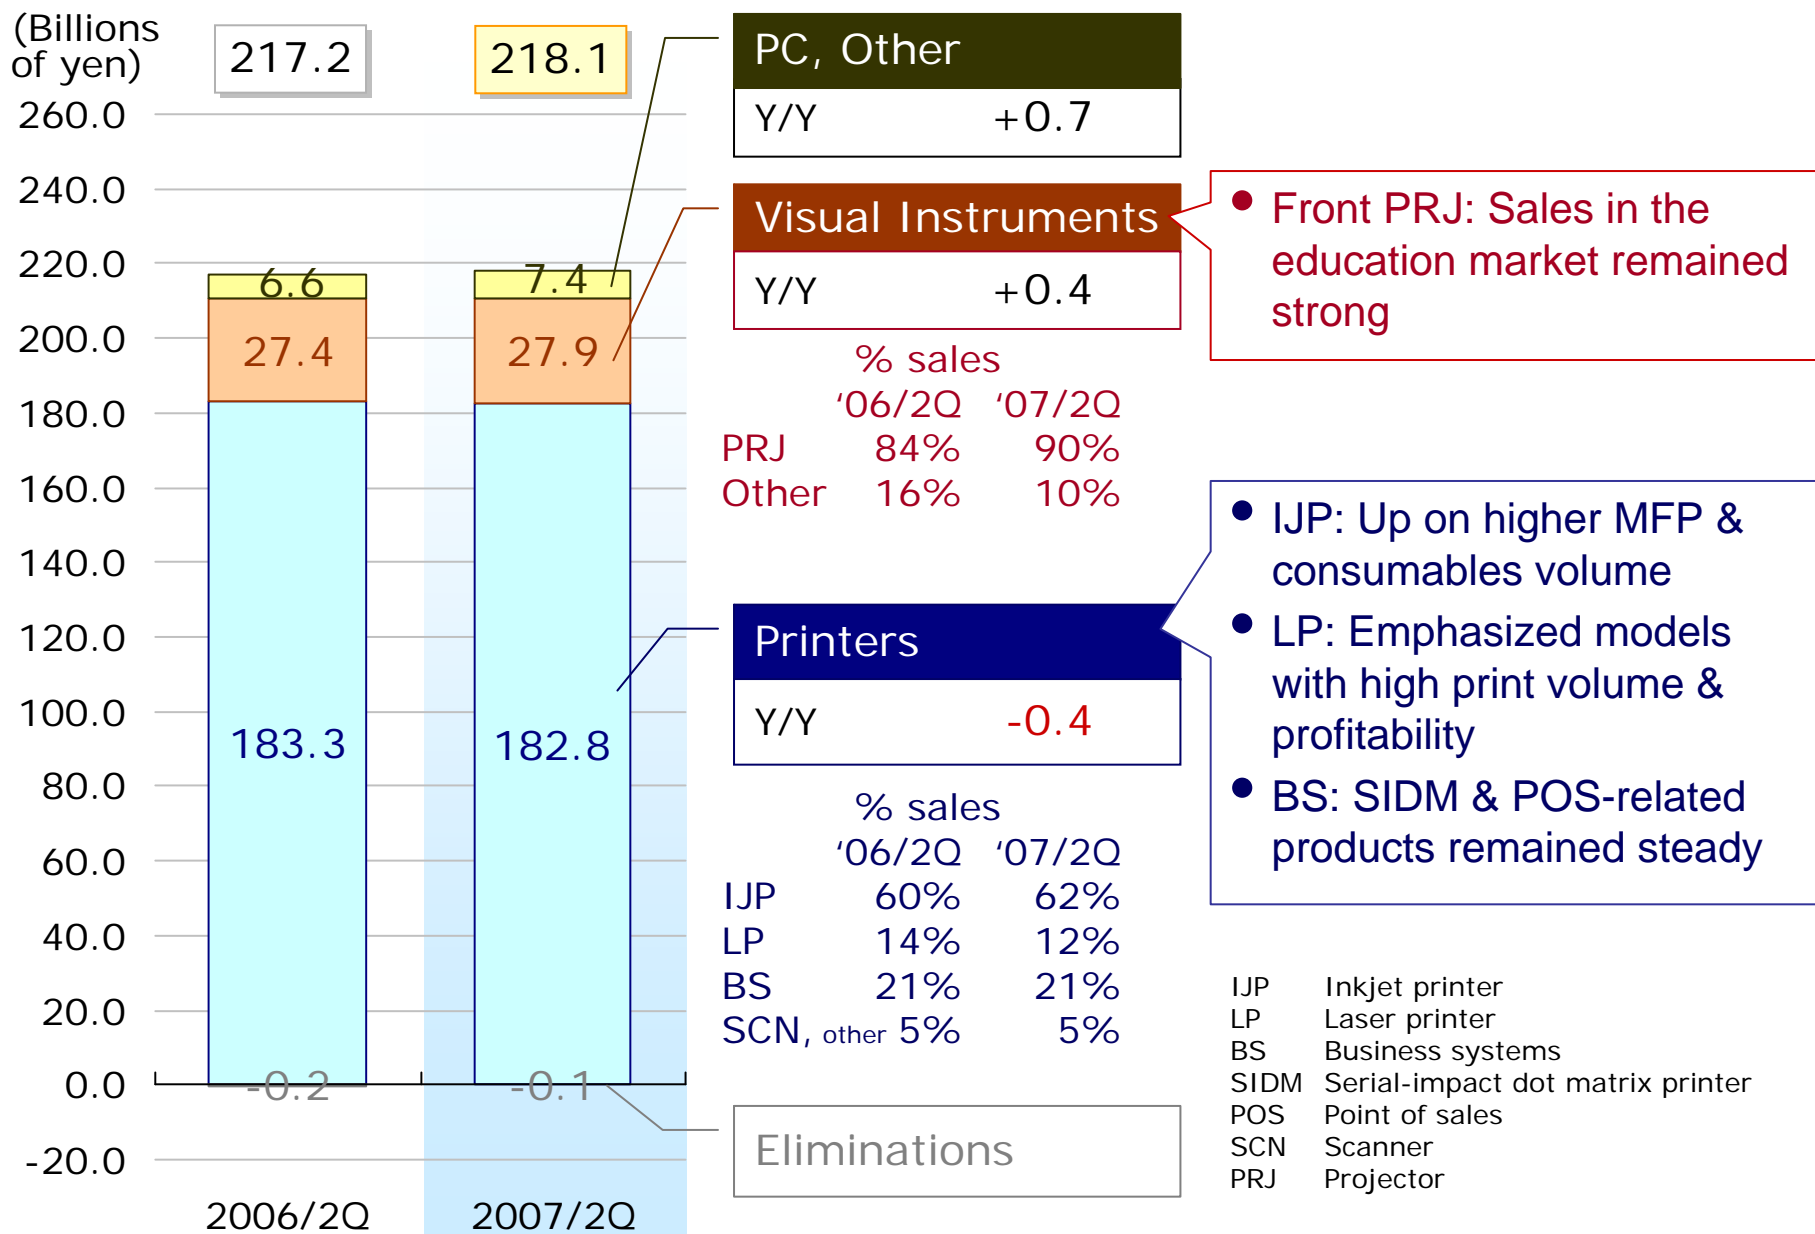 (Billions
of yen)
217.2
218.1
260.0
240.0
220.0
200.0
180.0
160.0
140.0
120.0
100.0
80.0
60.0
40.0
20.0
0.0
-20.0
6.6
27.4
183.3
-0.2
7.4
27.9
182.8
-0.1
2006/2Q
2007/2Q
PC, Other
Y/Y +0.7
Visual Instruments
Y/Y +0.4
% sales
‘06/2Q ‘07/2Q
PRJ 84% 90%
Other 16% 10%
Printers
Y/Y -0.4
% sales
‘06/2Q ‘07/2Q
IJP 60% 62%
LP 14% 12%
BS 21% 21%
SCN, other 5% 5%
Eliminations
• Front PRJ: Sales in the
education market remained
strong
• IJP: Up on higher MFP &
consumables volume
• LP: Emphasized models
with high print volume &
profitability
• BS: SIDM & POS-related
products remained steady
IJP Inkjet printer
LP Laser printer
BS Business systems
SIDM Serial-impact dot matrix printer
POS Point of sales
SCN Scanner
PRJ Projector